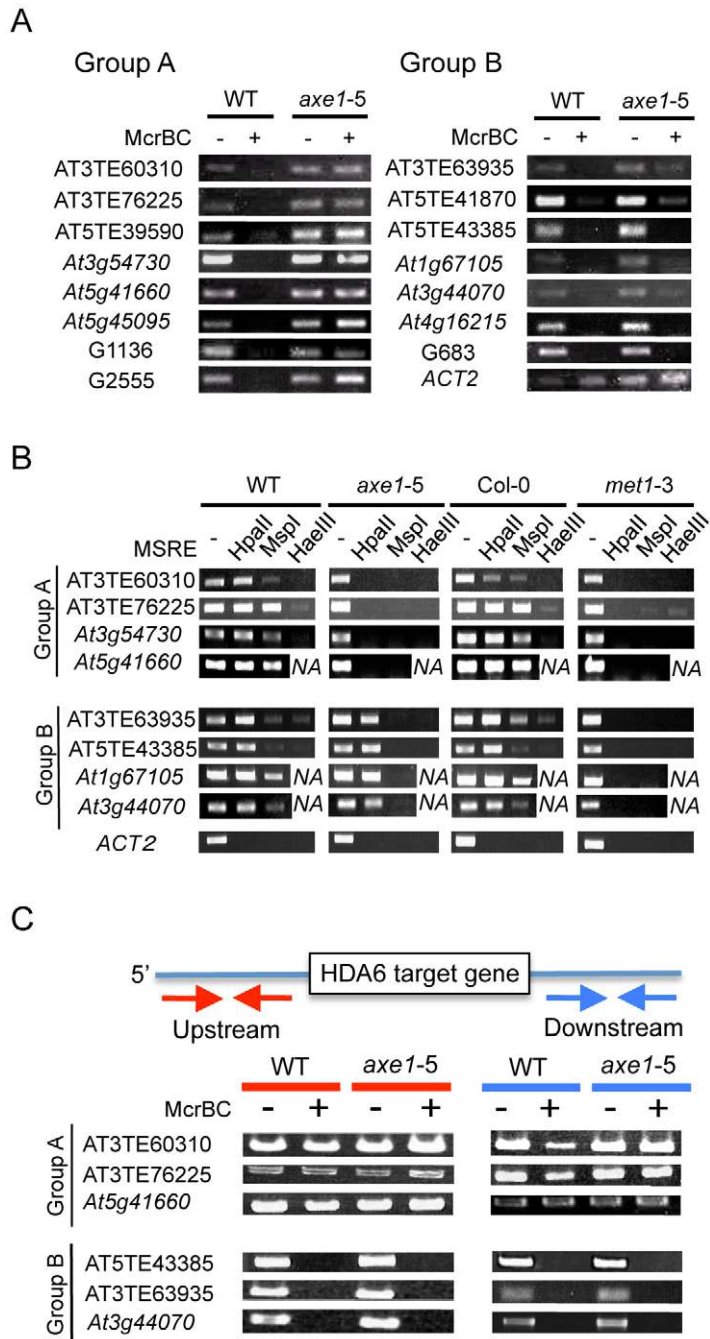 A
Group A
Group B
WT axe1-5
WT axe1-5
McrBC - + - +
McrBC - + - +
AT3TE60310
AT3TE76225
AT5TE39590
At3g54730
At5g41660
At5g45095
G1136
G2555
AT3TE63935
AT5TE41870
AT5TE43385
At1g67105
At3g44070
At4g16215
G683
ACT2
B
WT axe1-5 Col-0 met1-3
MSRE - HpaII MspI HaeIII - HpaII MspI HaeIII - HpaII MspI HaeIII - HpaII MspI HaeIII
Group A
AT3TE60310
AT3TE76225
At3g54730
At5g41660 NA NA NA NA
Group B
AT3TE63935
AT5TE43385
At1g67105 NA NA NA NA
At3g44070 NA NA NA NA
ACT2
C
5' HDA6 target gene
Upstream Downstream
WT axe1-5 WT axe1-5
McrBC - + - + - + - +
Group A
AT3TE60310
AT3TE76225
At5g41660
Group B
AT5TE43385
AT3TE63935
At3g44070